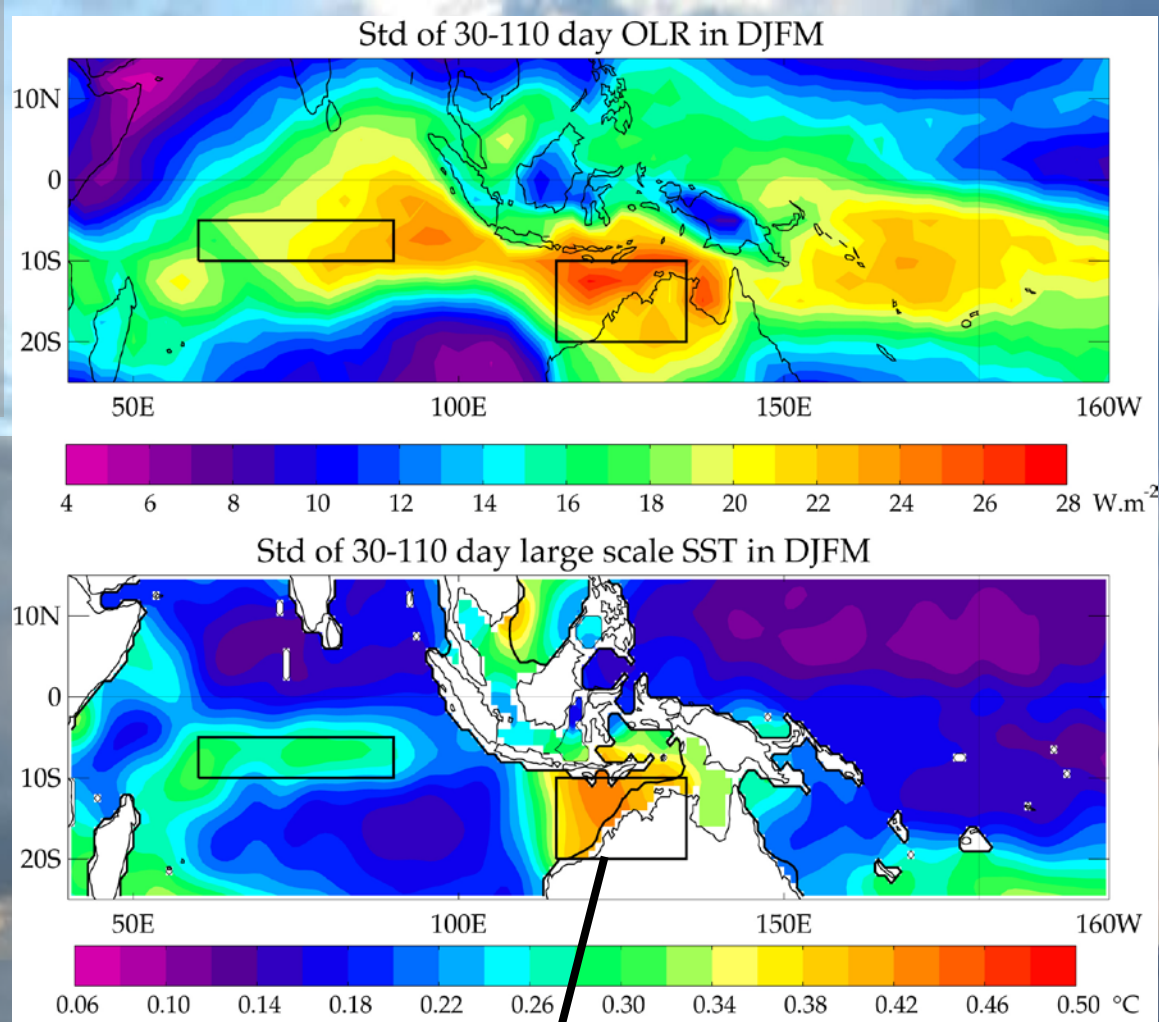 Std of 30-110 day OLR in DJFM
10N
0
10S
20S
50E 100E 150E 160W
4 6 8 10 12 14 16 18 20 22 24 26 28 W.m-2
Std of 30-110 day large scale SST in DJFM
10N
0
10S
20S
50E 100E 150E 160W
0.06 0.10 0.14 0.18 0.22 0.26 0.30 0.34 0.38 0.42 0.46 0.50 °C